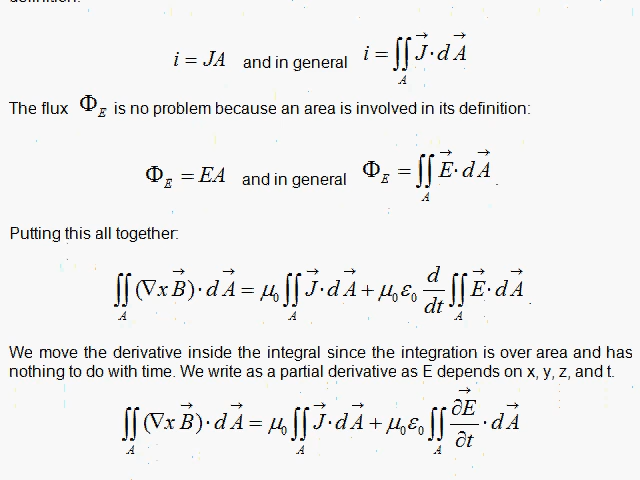 definition:
i = JA and in general i = ∬_A J⃗ · dA⃗
The flux Φ_E is no problem because an area is involved in its definition:
Φ_E = EA and in general Φ_E = ∬_A E⃗ · dA⃗.
Putting this all together:
∬_A (∇x B⃗) · dA⃗ = μ₀ ∬_A J⃗ · dA⃗ + μ₀ε₀ d/dt ∬_A E⃗ · dA⃗.
We move the derivative inside the integral since the integration is over area and has
nothing to do with time. We write as a partial derivative as E depends on x, y, z, and t.
∬_A (∇x B⃗) · dA⃗ = μ₀ ∬_A J⃗ · dA⃗ + μ₀ε₀ ∬_A ∂E⃗/∂t · dA⃗